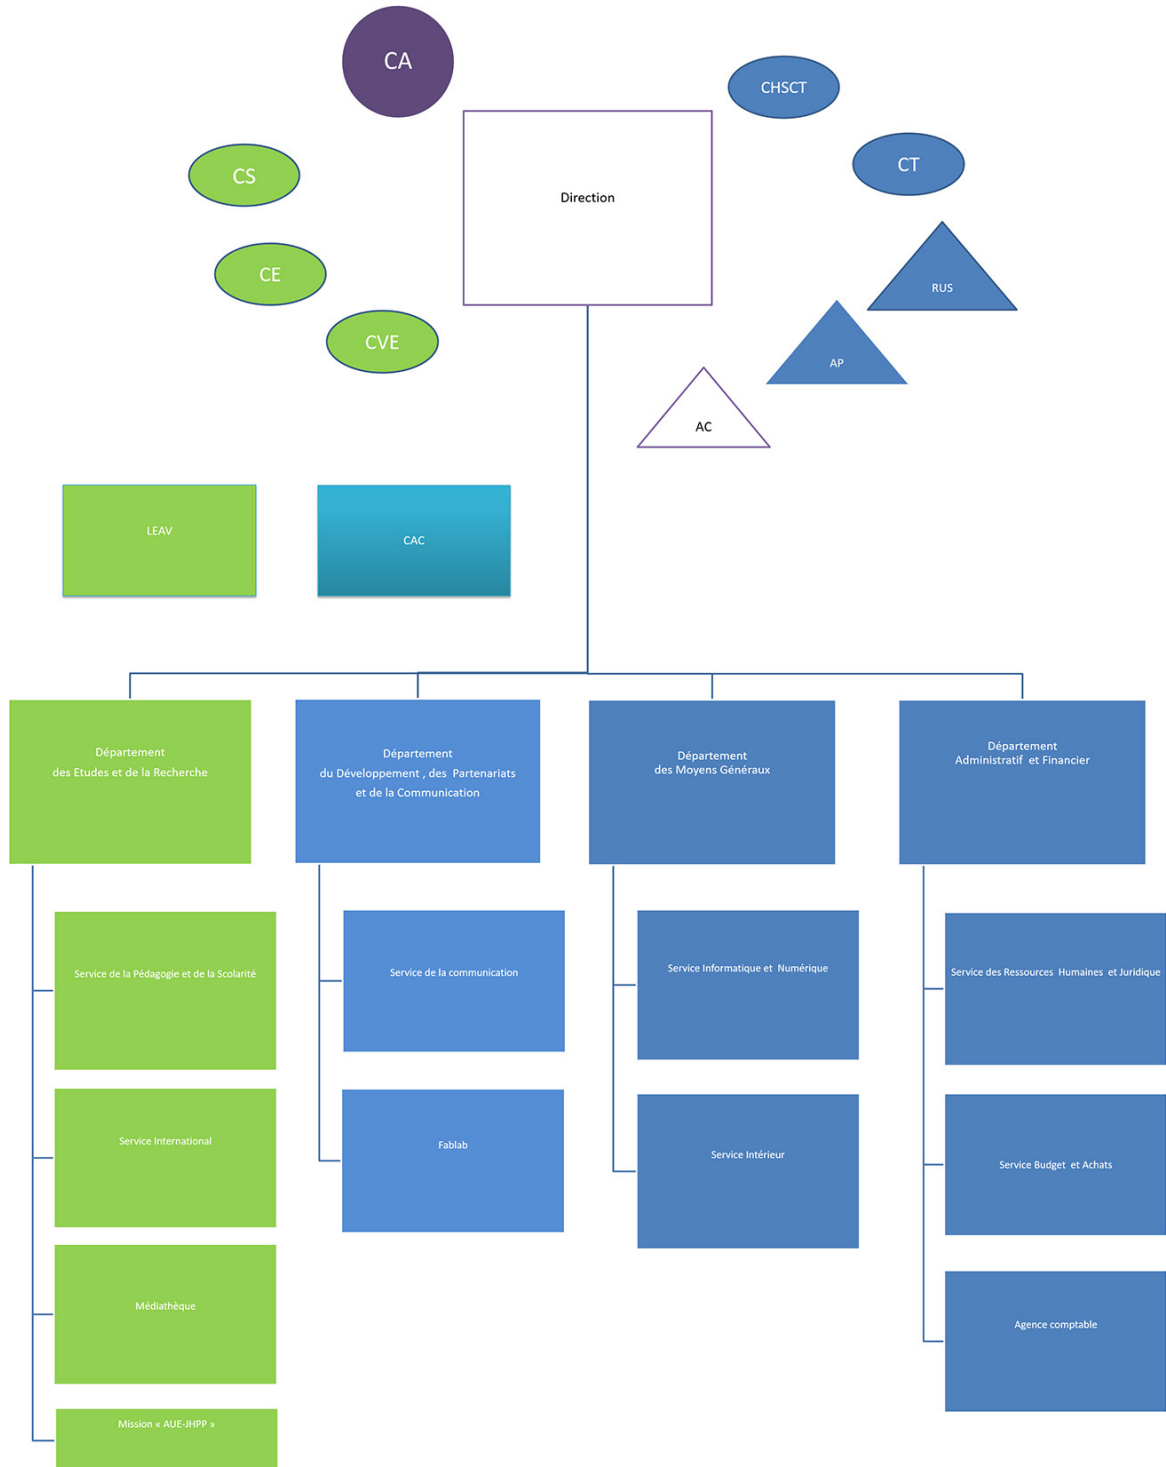 CA
CHSCT
CT
CS
Direction
CE
RUS
CVE
AP
AC
LEAV
CAC
Département
des Etudes et de la Recherche
Département
du Développement , des Partenariats
et de la Communication
Département
des Moyens Généraux
Département
Administratif et Financier
Service de la Pédagogie et de la Scolarité
Service de la communication
Service Informatique et Numérique
Service des Ressources Humaines et Juridique
Service International
Fablab
Service Intérieur
Service Budget et Achats
Médiathèque
Agence comptable
Mission « AUE-JHPP »